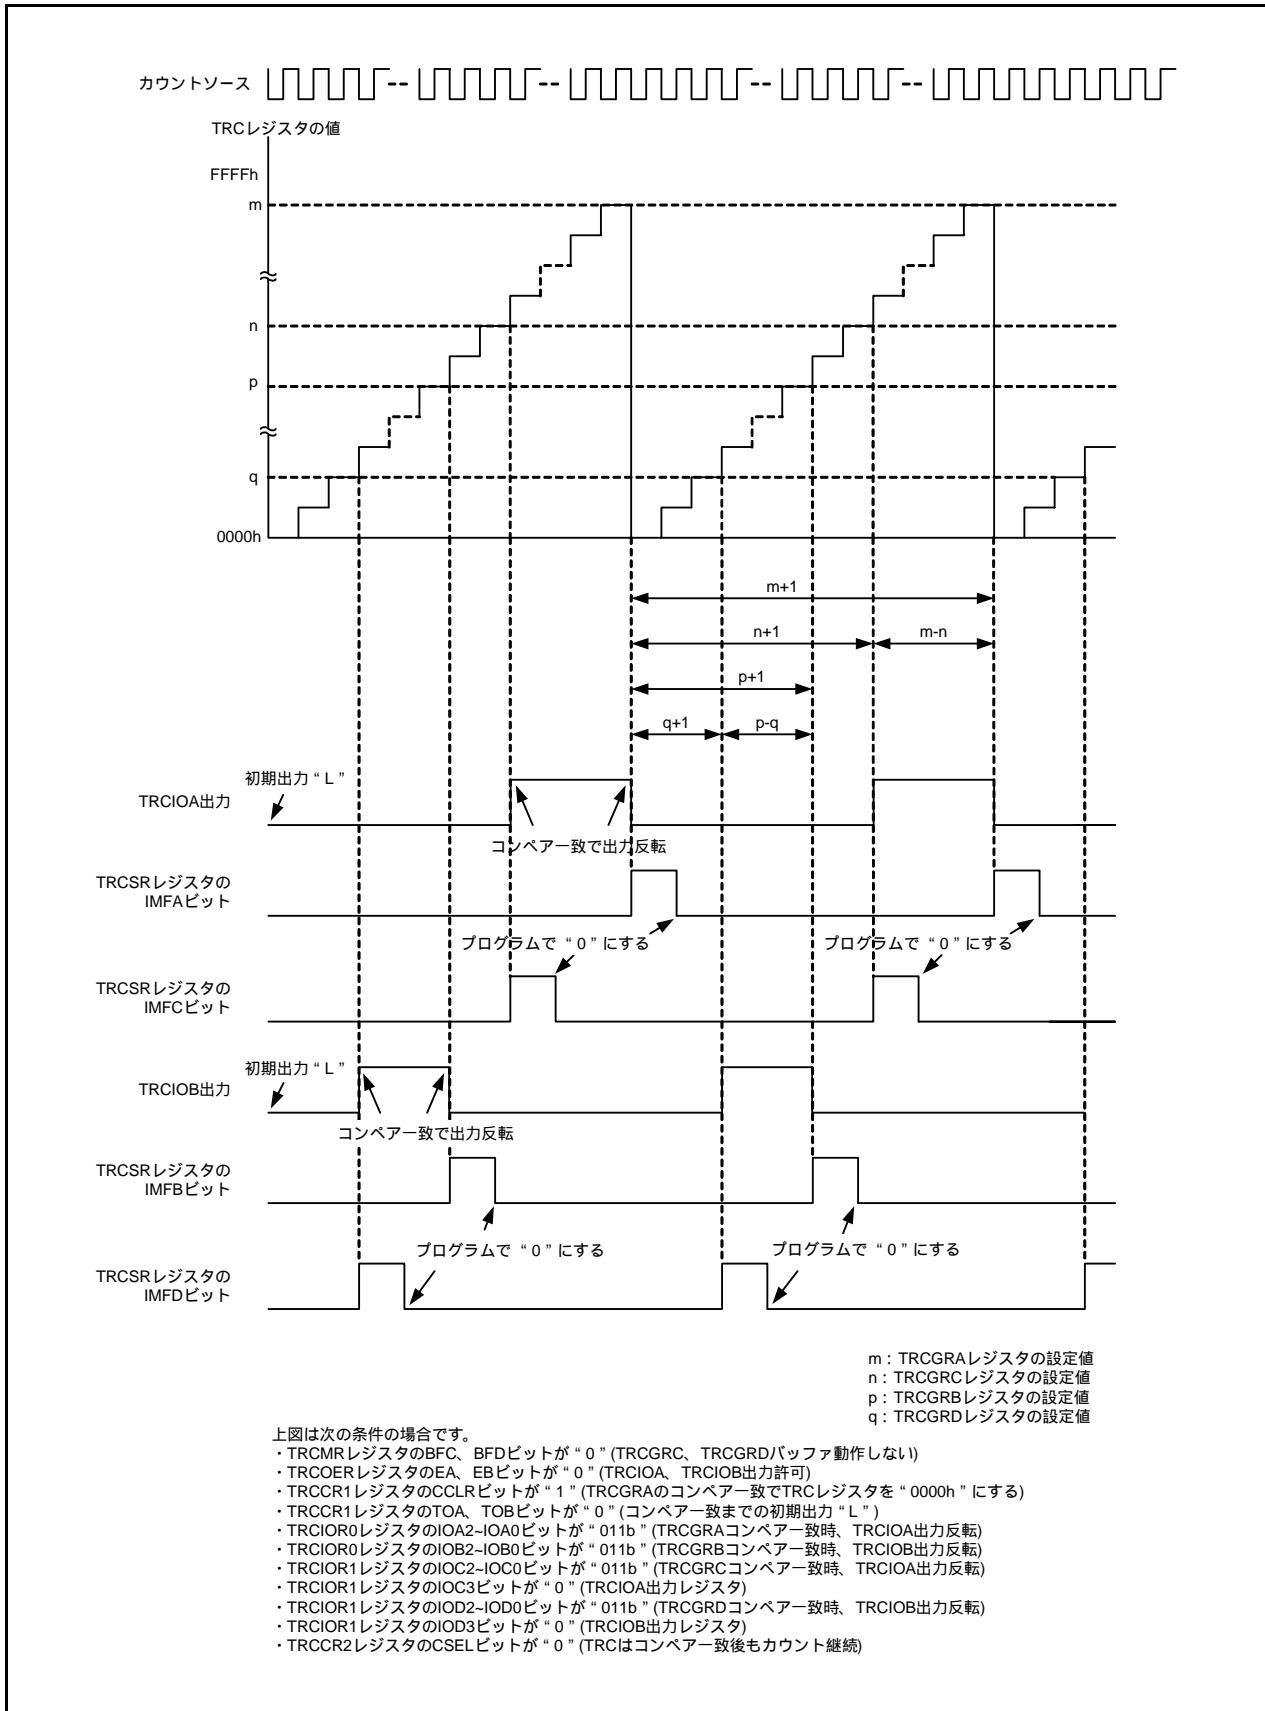 カウントソース
TRCレジスタの値
FFFFh
m
n
p
q
0000h
m+1
n+1
m-n
p+1
q+1
p-q
初期出力“L”
TRCIOA出力
コンペア一致で出力反転
TRCSRレジスタの
IMFAビット
プログラムで“0”にする
プログラムで“0”にする
TRCSRレジスタの
IMFCビット
初期出力“L”
TRCIOB出力
コンペア一致で出力反転
TRCSRレジスタの
IMFBビット
プログラムで“0”にする
プログラムで“0”にする
TRCSRレジスタの
IMFDビット
m：TRCGRAレジスタの設定値
n：TRCGRCレジスタの設定値
p：TRCGRBレジスタの設定値
q：TRCGRDレジスタの設定値
上図は次の条件の場合です。
・TRCMRレジスタのBFC、BFDビットが“0”(TRCGRC、TRCGRDバッファ動作しない)
・TRCOERレジスタのEA、EBビットが“0”(TRCIOA、TRCIOB出力許可)
・TRCCR1レジスタのCCLRビットが“1”(TRCGRAのコンペア一致でTRCレジスタを“0000h”にする)
・TRCCR1レジスタのTOA、TOBビットが“0”(コンペア一致までの初期出力“L”)
・TRCIOR0レジスタのIOA2~IOA0ビットが“011b”(TRCGRAコンペア一致時、TRCIOA出力反転)
・TRCIOR0レジスタのIOB2~IOB0ビットが“011b”(TRCGRBコンペア一致時、TRCIOB出力反転)
・TRCIOR1レジスタのIOC2~IOC0ビットが“011b”(TRCGRCコンペア一致時、TRCIOA出力反転)
・TRCIOR1レジスタのIOC3ビットが“0”(TRCIOA出力レジスタ)
・TRCIOR1レジスタのIOD2~IOD0ビットが“011b”(TRCGRDコンペア一致時、TRCIOB出力反転)
・TRCIOR1レジスタのIOD3ビットが“0”(TRCIOB出力レジスタ)
・TRCCR2レジスタのCSELビットが“0”(TRCはコンペア一致後もカウント継続)